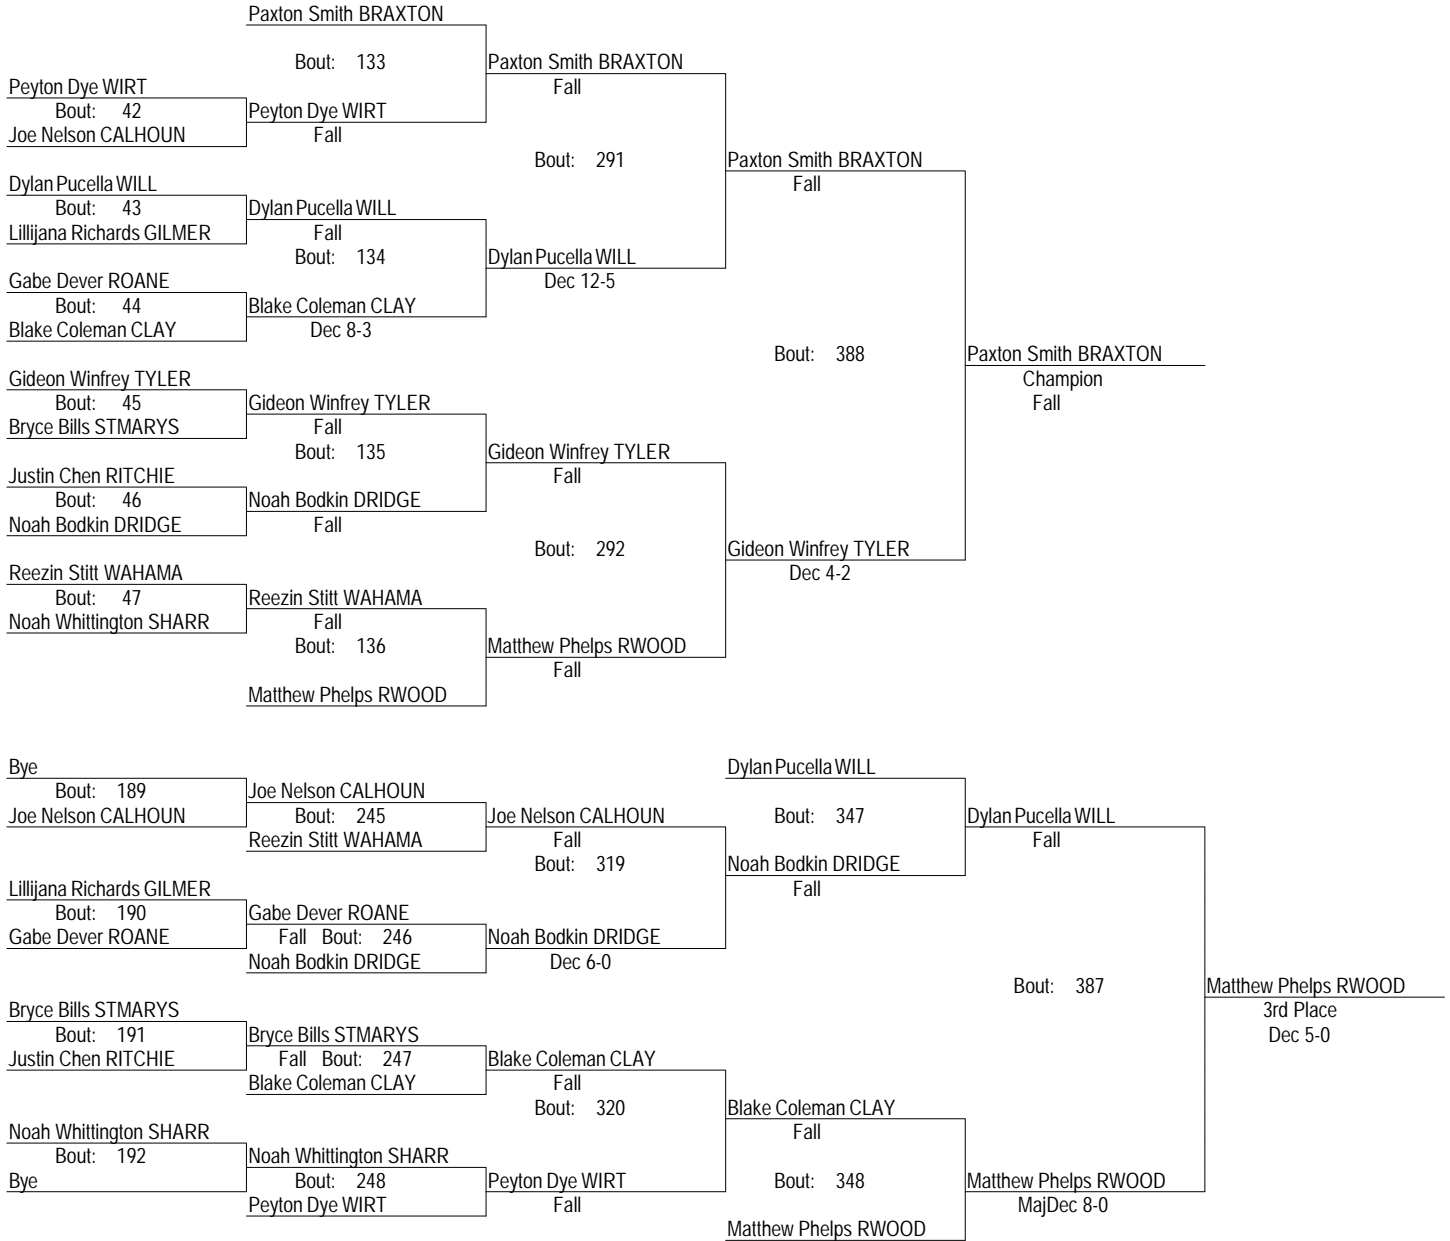 Paxton Smith BRAXTON
Bout: 133
Paxton Smith BRAXTON
Fall
Peyton Dye WIRT
Bout: 42
Peyton Dye WIRT
Joe Nelson CALHOUN
Fall
Bout: 291
Paxton Smith BRAXTON
Fall
Dylan Pucella WILL
Bout: 43
Dylan Pucella WILL
Lillijana Richards GILMER
Fall
Bout: 134
Dylan Pucella WILL
Dec 12-5
Gabe Dever ROANE
Bout: 44
Blake Coleman CLAY
Blake Coleman CLAY
Dec 8-3
Bout: 388
Paxton Smith BRAXTON
Champion
Fall
Gideon Winfrey TYLER
Bout: 45
Gideon Winfrey TYLER
Bryce Bills STMARYS
Fall
Bout: 135
Gideon Winfrey TYLER
Fall
Justin Chen RITCHIE
Bout: 46
Noah Bodkin DRIDGE
Noah Bodkin DRIDGE
Fall
Bout: 292
Gideon Winfrey TYLER
Dec 4-2
Reezin Stitt WAHAMA
Bout: 47
Reezin Stitt WAHAMA
Noah Whittington SHARR
Fall
Bout: 136
Matthew Phelps RWOOD
Fall
Matthew Phelps RWOOD
Bye
Dylan Pucella WILL
Bout: 189
Joe Nelson CALHOUN
Joe Nelson CALHOUN
Bout: 245
Joe Nelson CALHOUN
Bout: 347
Dylan Pucella WILL
Reezin Stitt WAHAMA
Fall
Fall
Bout: 319
Noah Bodkin DRIDGE
Fall
Lillijana Richards GILMER
Bout: 190
Gabe Dever ROANE
Gabe Dever ROANE
Fall Bout: 246
Noah Bodkin DRIDGE
Noah Bodkin DRIDGE
Dec 6-0
Bout: 387
Matthew Phelps RWOOD
3rd Place
Dec 5-0
Bryce Bills STMARYS
Bout: 191
Bryce Bills STMARYS
Justin Chen RITCHIE
Fall Bout: 247
Blake Coleman CLAY
Blake Coleman CLAY
Fall
Bout: 320
Blake Coleman CLAY
Fall
Noah Whittington SHARR
Bout: 192
Noah Whittington SHARR
Bye
Bout: 248
Peyton Dye WIRT
Bout: 348
Matthew Phelps RWOOD
Peyton Dye WIRT
Fall
MajDec 8-0
Matthew Phelps RWOOD